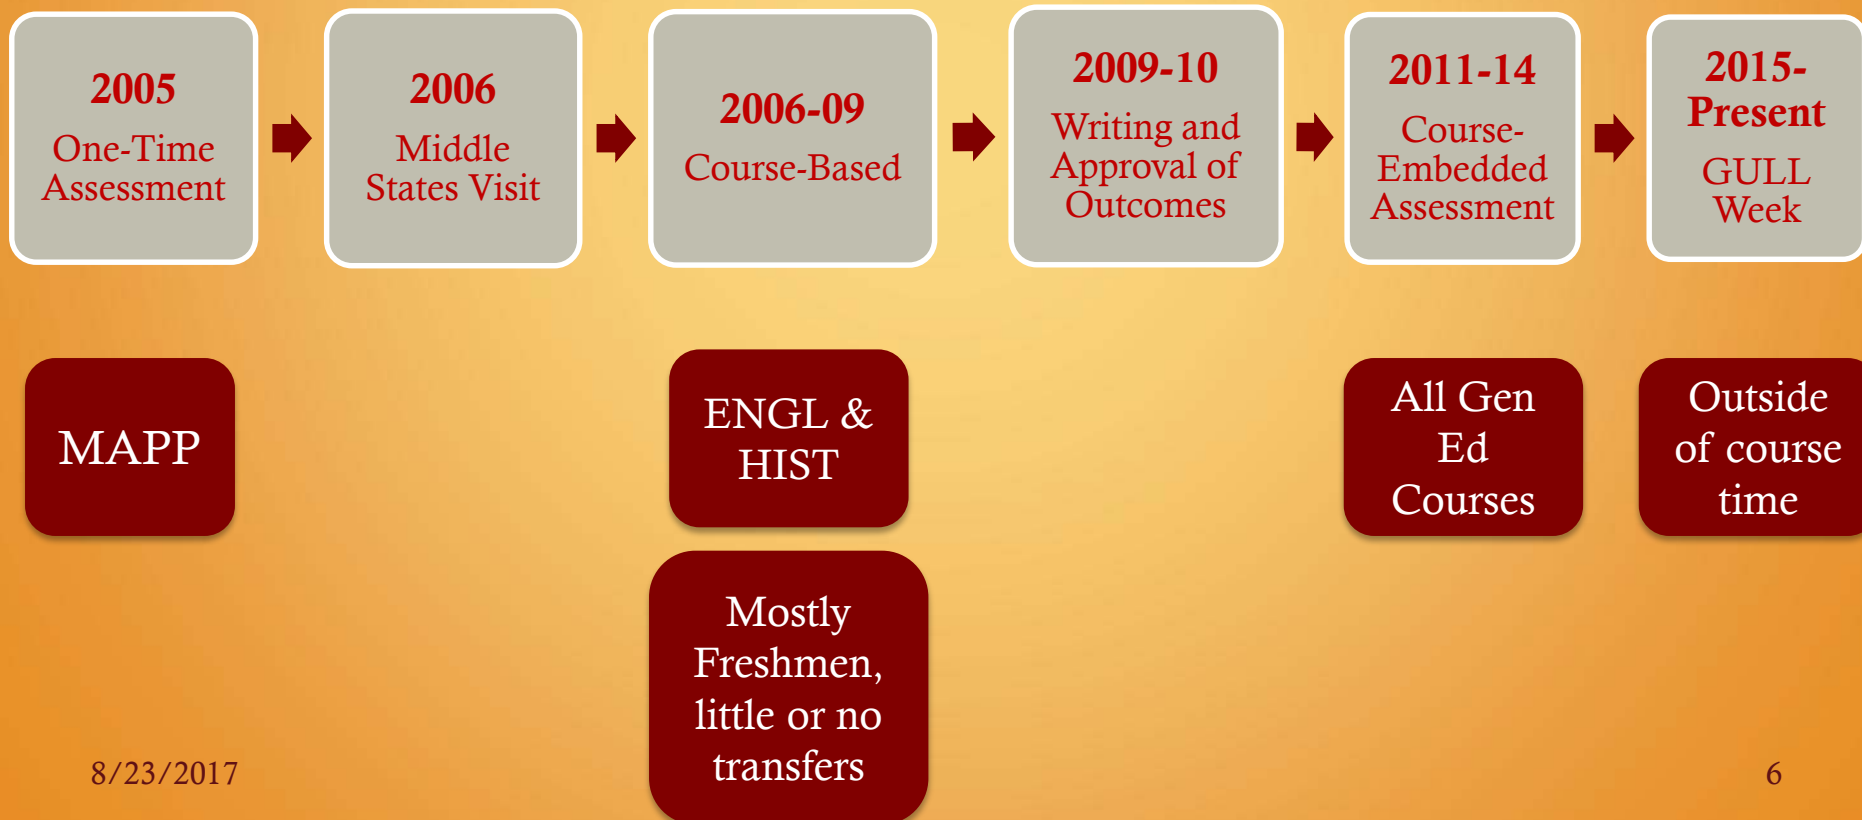 2005
One-Time
Assessment
2006
Middle
States Visit
2006-09
Course-Based
2009-10
Writing and
Approval of
Outcomes
2011-14
Course-
Embedded
Assessment
2015-
Present
GULL
Week
MAPP
ENGL &
HIST
Mostly
Freshmen,
little or no
transfers
All Gen
Ed
Courses
Outside
of course
time
8/23/2017
6